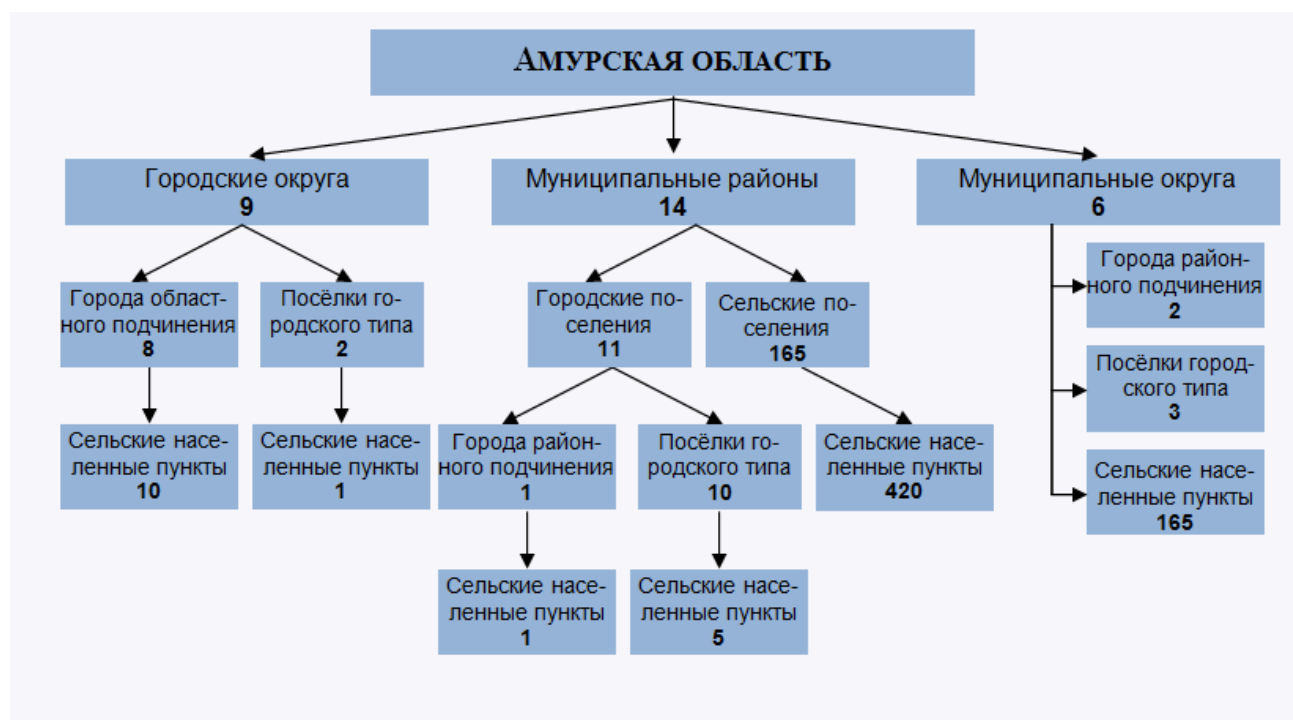 АМУРСКАЯ ОБЛАСТЬ
Городские округа
9
Муниципальные районы
14
Муниципальные округа
6
Города област-
ного подчинения
8
Посёлки го-
родского типа
2
Городские по-
селения
11
Сельские по-
селения
165
Города район-
ного подчинения
2
Посёлки город-
ского типа
3
Сельские насе-
ленные пункты
10
Сельские насе-
ленные пункты
1
Города район-
ного подчинения
1
Посёлки го-
родского типа
10
Сельские насе-
ленные пункты
420
Сельские насе-
ленные пункты
165
Сельские насе-
ленные пункты
1
Сельские насе-
ленные пункты
5